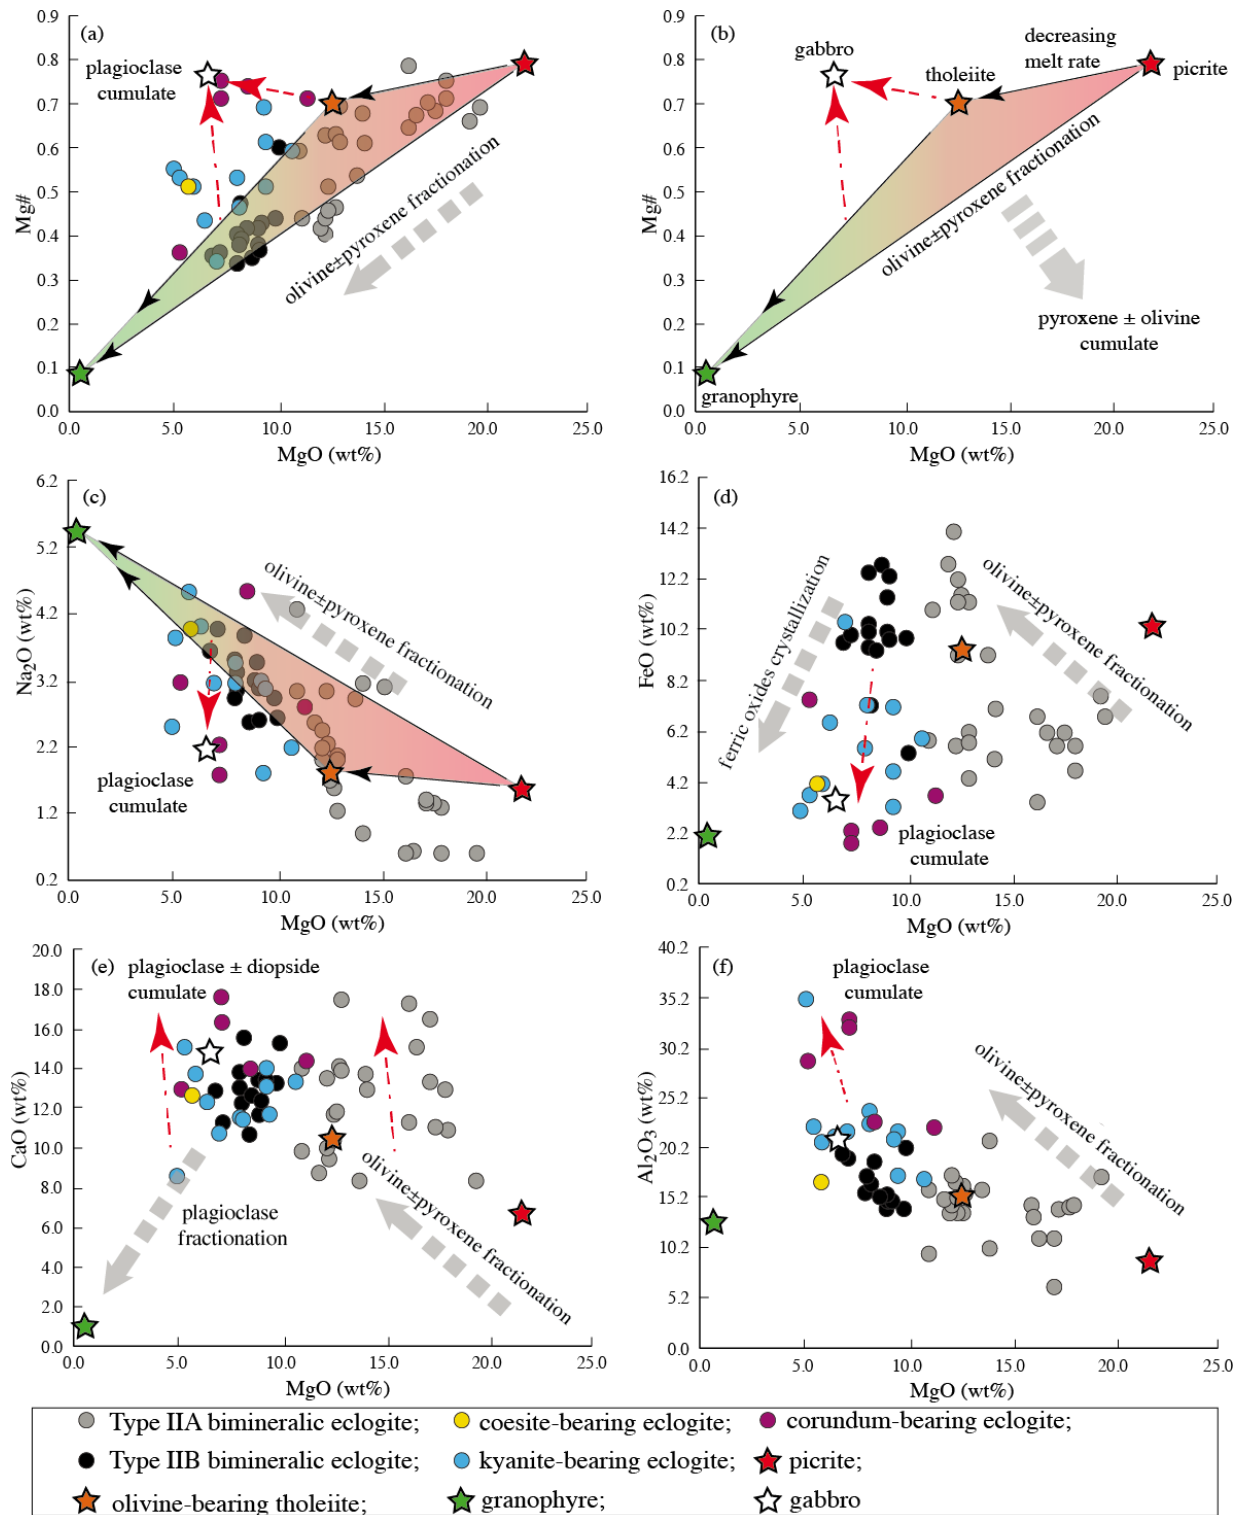 (a)
0.9
0.8
0.7
0.6
0.5
0.4
0.3
0.2
0.1
0.0
Mg#
plagioclase
cumulate
olivine±pyroxene fractionation
0.0
5.0
10.0
15.0
20.0
25.0
MgO (wt%)
(b)
0.9
0.8
0.7
0.6
0.5
0.4
0.3
0.2
0.1
0.0
Mg#
gabbro
tholeiite
decreasing
melt rate
picrite
olivine±pyroxene fractionation
pyroxene ± olivine
cumulate
granophyre
0.0
5.0
10.0
15.0
20.0
25.0
MgO (wt%)
(c)
6.2
5.2
4.2
3.2
2.2
1.2
0.2
Na2O (wt%)
olivine±pyroxene fractionation
plagioclase
cumulate
0.0
5.0
10.0
15.0
20.0
25.0
MgO (wt%)
(d)
16.2
14.2
12.2
10.2
8.2
6.2
4.2
2.2
0.2
FeO (wt%)
ferric oxides crystallization
olivine±pyroxene fractionation
plagioclase
cumulate
5.0
10.0
15.0
20.0
25.0
MgO (wt%)
(e)
20.0
18.0
16.0
14.0
12.0
10.0
8.0
6.0
4.0
2.0
0.0
CaO (wt%)
plagioclase ± diopside
cumulate
plagioclase
fractionation
olivine±pyroxene fractionation
0.0
5.0
10.0
15.0
20.0
25.0
MgO (wt%)
(f)
40.2
35.2
30.2
25.2
20.2
15.2
10.2
5.2
0.0
Al2O3 (wt%)
plagioclase
cumulate
olivine±pyroxene fractionation
0.0
5.0
10.0
15.0
20.0
25.0
MgO (wt%)
Type IIA bimineralic eclogite;
coesite-bearing eclogite;
corundum-bearing eclogite;
Type IIB bimineralic eclogite;
kyanite-bearing eclogite;
picrite;
olivine-bearing tholeiite;
granophyre;
gabbro